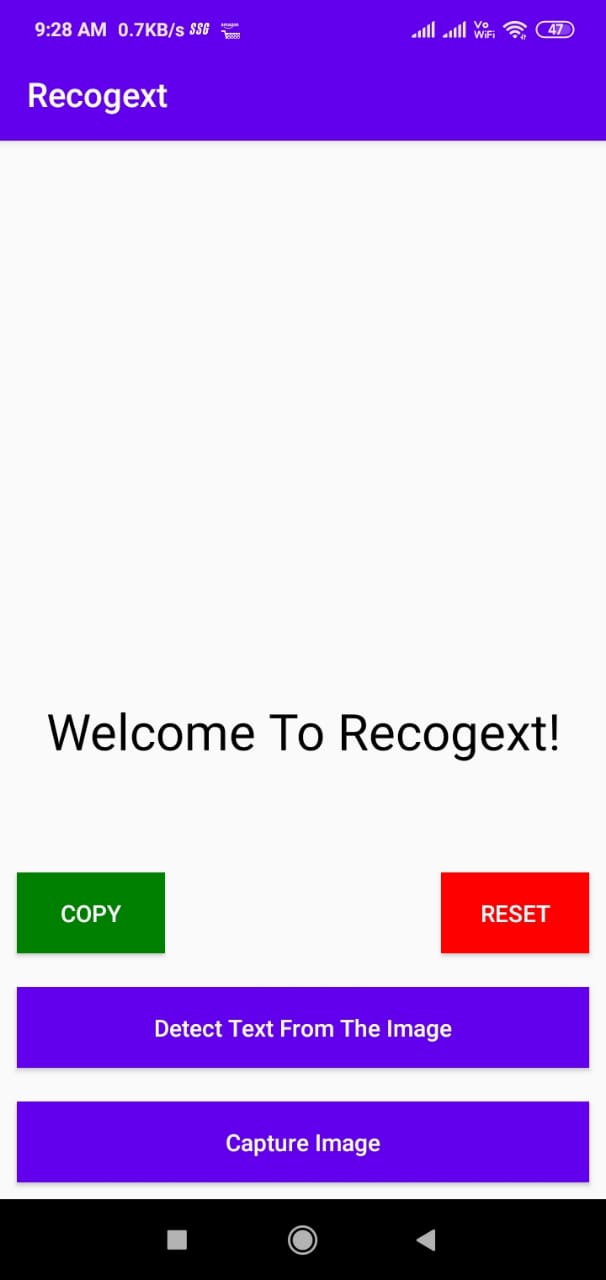 9:28 AM 0.7KB/s SSG amazon Vo WiFi 47
Recogext
Welcome To Recogext!
COPY RESET
Detect Text From The Image
Capture Image